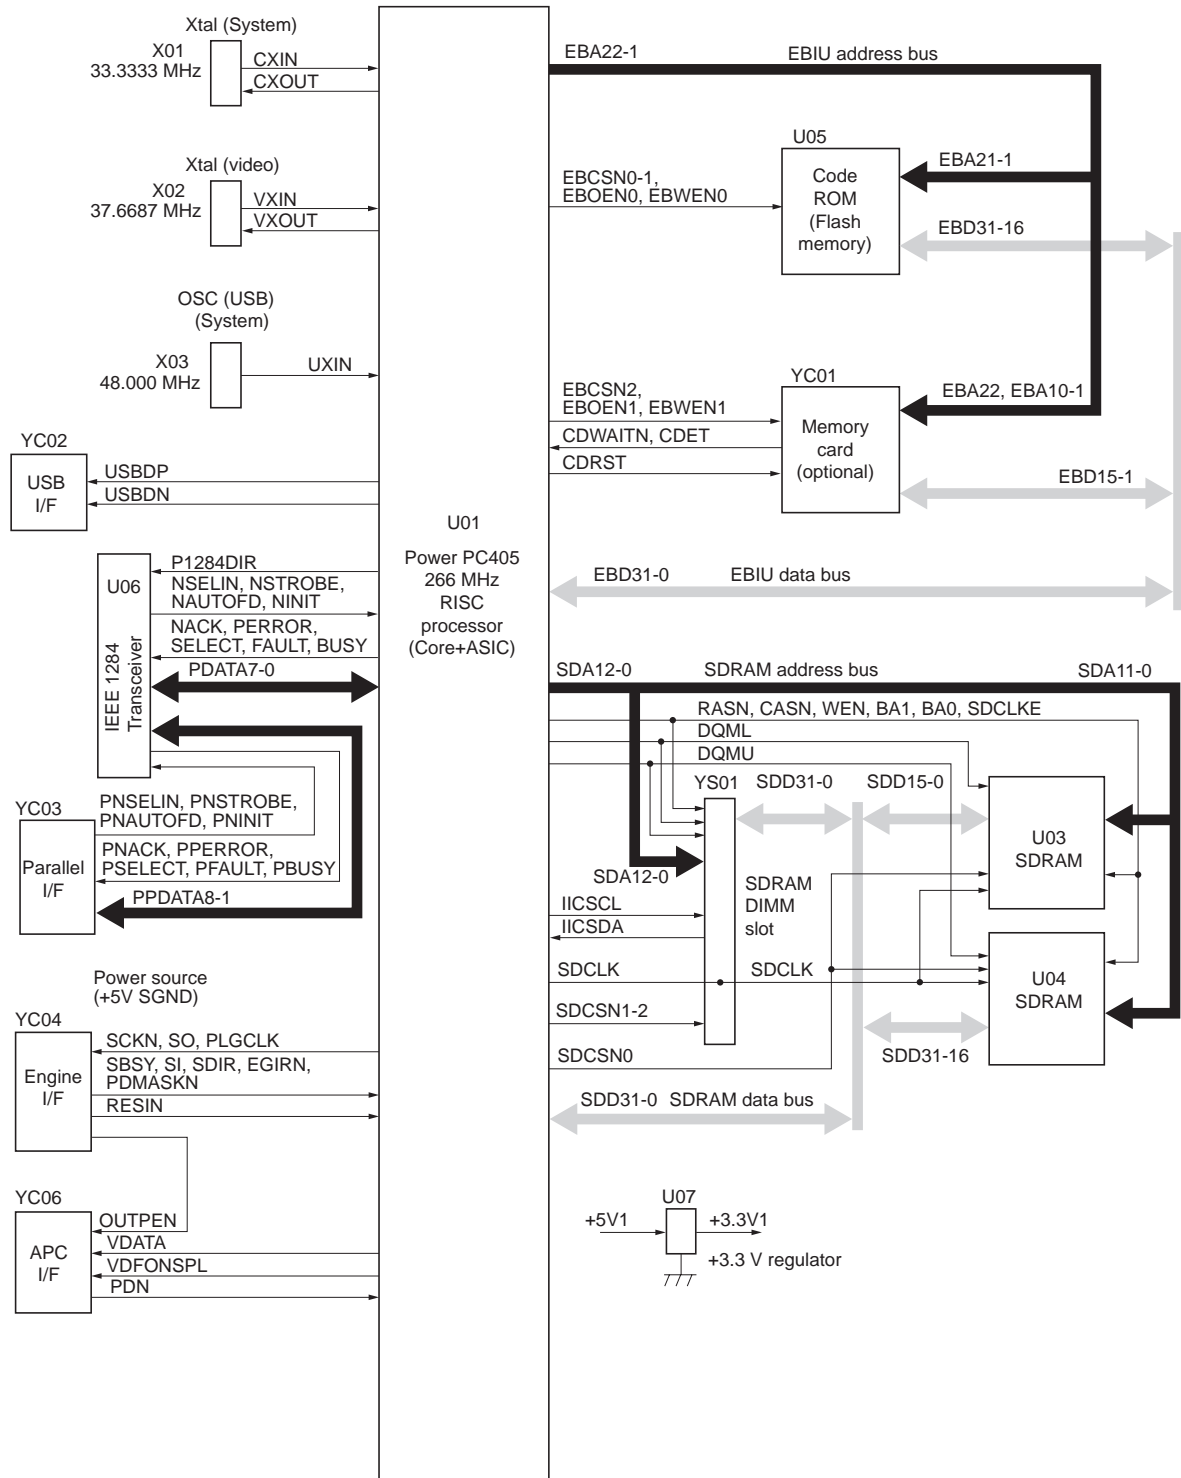 Xtal (System)
X01
33.3333 MHz
CXIN
CXOUT
Xtal (video)
X02
37.6687 MHz
VXIN
VXOUT
OSC (USB)
(System)
X03
48.000 MHz
UXIN
YC02
USB
I/F
USBDP
USBDN
U06
IEEE 1284
Transceiver
P1284DIR
NSELIN, NSTROBE,
NAUTOFD, NINIT
NACK, PERROR,
SELECT, FAULT, BUSY
PDATA7-0
YC03
Parallel
I/F
PNSELIN, PNSTROBE,
PNAUTOFD, PNINIT
PNACK, PPERROR,
PSELECT, PFAULT, PBUSY
PPDATA8-1
Power source
(+5V SGND)
YC04
Engine
I/F
SCKN, SO, PLGCLK
SBSY, SI, SDIR, EGIRN,
PDMASKN
RESIN
YC06
APC
I/F
OUTPEN
VDATA
VDFONSPL
PDN
U01
Power PC405
266 MHz
RISC
processor
(Core+ASIC)
EBA22-1
EBIU address bus
U05
Code
ROM
(Flash
memory)
EBCSN0-1,
EBOEN0, EBWEN0
EBA21-1
EBD31-16
YC01
Memory
card
(optional)
EBCSN2,
EBOEN1, EBWEN1
CDWAITN, CDET
CDRST
EBA22, EBA10-1
EBD15-1
EBD31-0
EBIU data bus
SDA12-0
SDRAM address bus
SDA11-0
RASN, CASN, WEN, BA1, BA0, SDCLKE
DQML
DQMU
YS01
SDD31-0
SDD15-0
U03
SDRAM
SDA12-0
SDRAM
DIMM
slot
IICSCL
IICSDA
SDCLK
SDCLK
U04
SDRAM
SDCSN1-2
SDCSN0
SDD31-16
SDD31-0 SDRAM data bus
U07
+5V1
+3.3V1
+3.3 V regulator